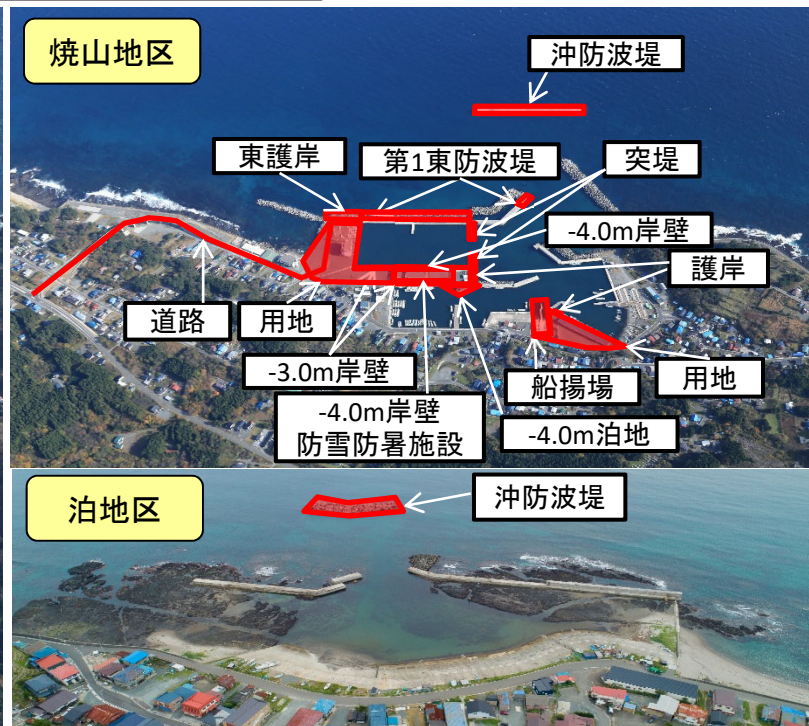 焼山地区
沖防波堤
東護岸
第1東防波堤
突堤
-4.0m岸壁
護岸
道路
用地
-3.0m岸壁
-4.0m岸壁
防雪防暑施設
船揚場
-4.0m泊地
用地
泊地区
沖防波堤